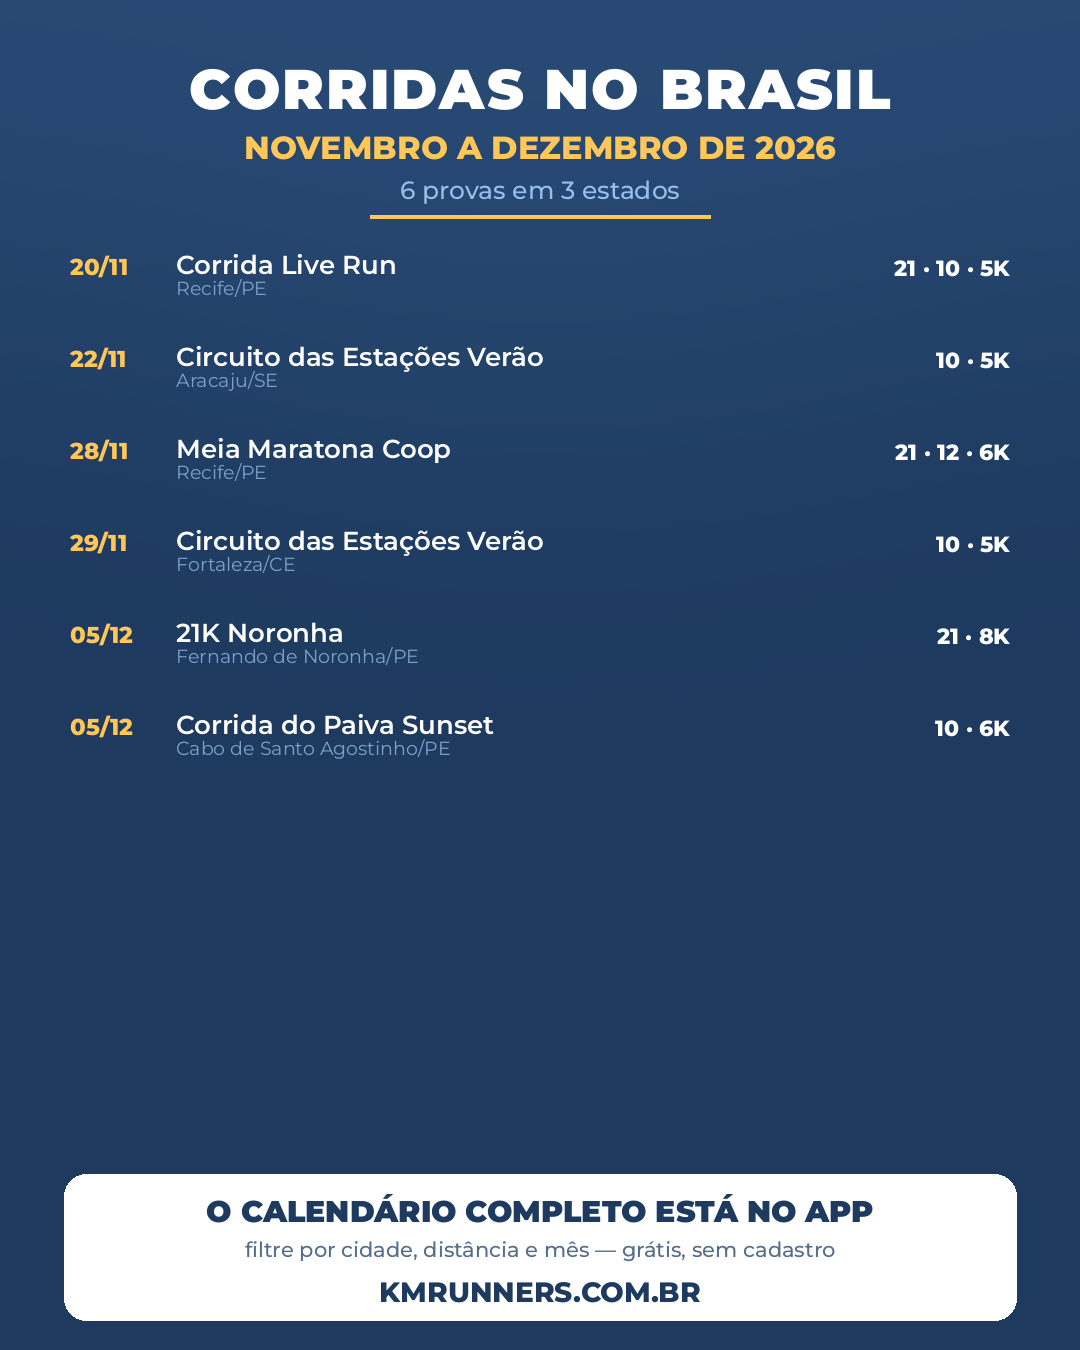 CORRIDAS NO BRASIL
NOVEMBRO A DEZEMBRO DE 2026
6 provas em 3 estados
20/11 Corrida Live Run 21 · 10 · 5K
Recife/PE
22/11 Circuito das Estações Verão 10 · 5K
Aracaju/SE
28/11 Meia Maratona Coop 21 · 12 · 6K
Recife/PE
29/11 Circuito das Estações Verão 10 · 5K
Fortaleza/CE
05/12 21K Noronha 21 · 8K
Fernando de Noronha/PE
05/12 Corrida do Paiva Sunset 10 · 6K
Cabo de Santo Agostinho/PE
O CALENDÁRIO COMPLETO ESTÁ NO APP
filtre por cidade, distância e mês — grátis, sem cadastro
KMRUNNERS.COM.BR